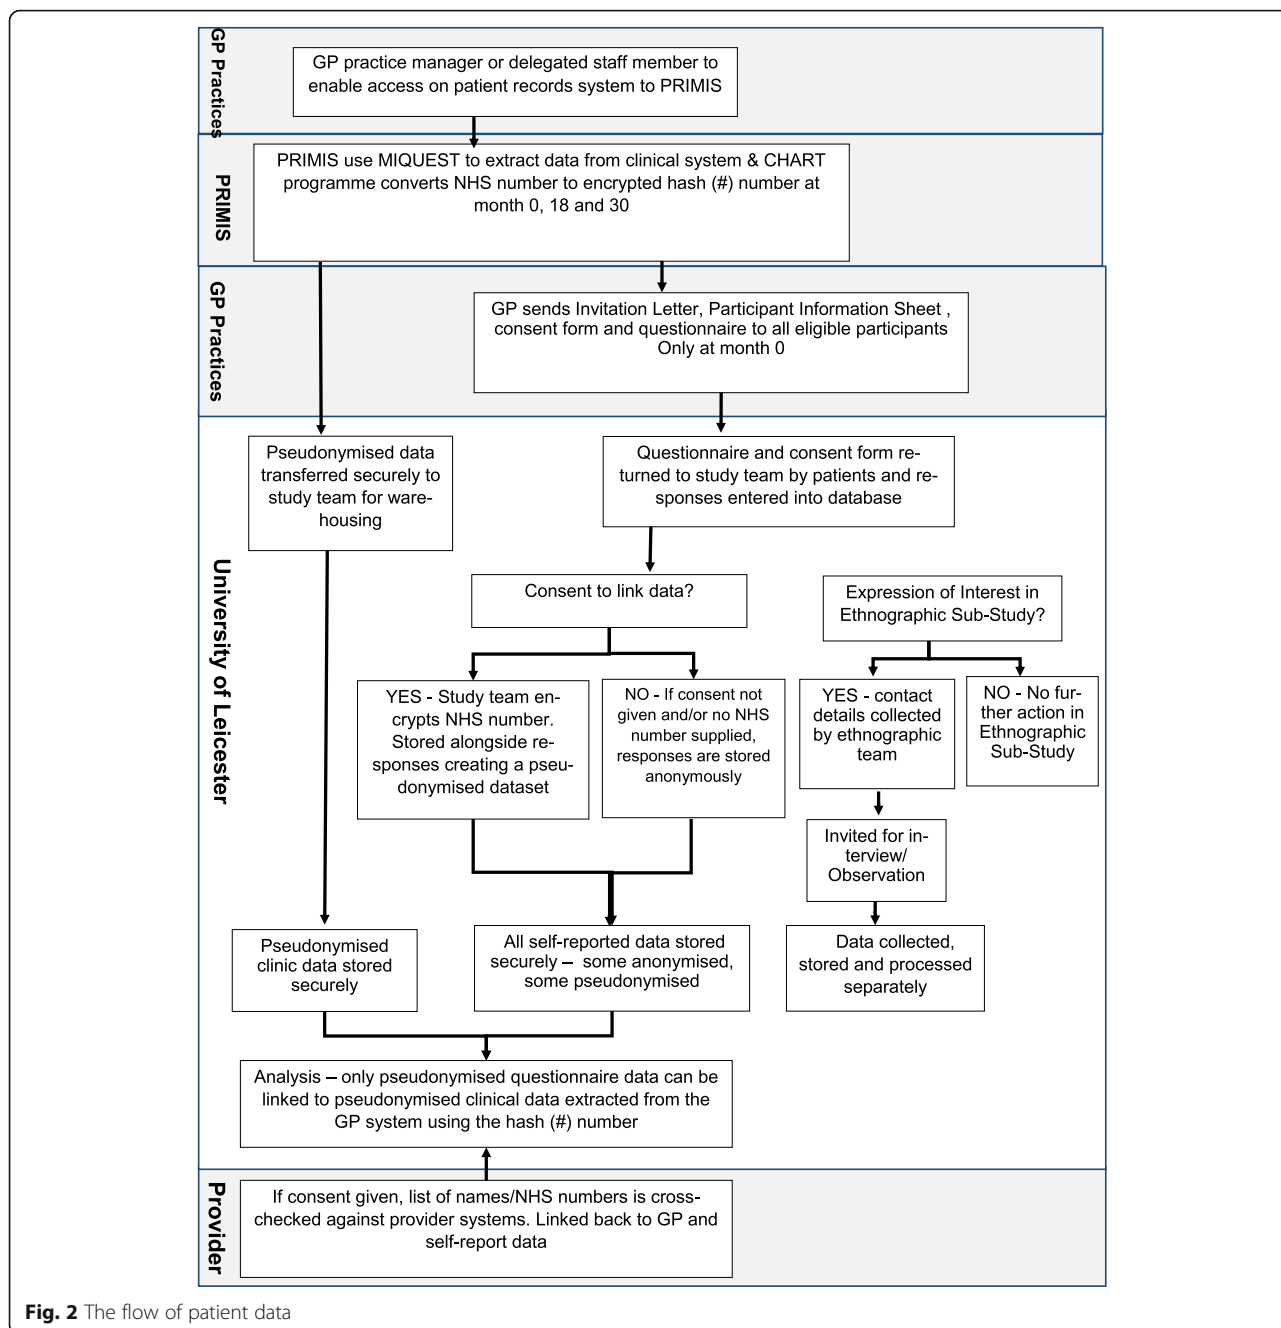 GP Practices
GP practice manager or delegated staff member to
enable access on patient records system to PRIMIS
PRIMIS
PRIMIS use MIQUEST to extract data from clinical system & CHART
programme converts NHS number to encrypted hash (#) number at
month 0, 18 and 30
GP Practices
GP sends Invitation Letter, Participant Information Sheet ,
consent form and questionnaire to all eligible participants
Only at month 0
University of Leicester
Pseudonymised data
transferred securely to
study team for ware-
housing
Questionnaire and consent form re-
turned to study team by patients and re-
sponses entered into database
Consent to link data?
Expression of Interest in
Ethnographic Sub-Study?
YES - Study team en-
crypts NHS number.
Stored alongside re-
sponses creating a pseu-
donymised dataset
NO - If consent not
given and/or no NHS
number supplied,
responses are stored
anonymously
YES - contact
details collected
by ethnographic
team
NO - No fur-
ther action in
Ethnographic
Sub-Study
Invited for in-
terview/
Observation
Pseudonymised
clinic data stored
securely
All self-reported data stored
securely – some anonymised,
some pseudonymised
Data collected,
stored and processed
separately
Analysis – only pseudonymised questionnaire data can be
linked to pseudonymised clinical data extracted from the
GP system using the hash (#) number
Provider
If consent given, list of names/NHS numbers is cross-
checked against provider systems. Linked back to GP and
self-report data
Fig. 2 The flow of patient data